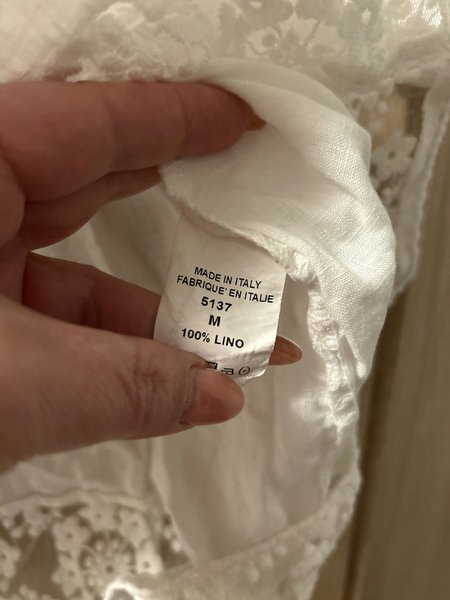 MADE IN ITALY
FABRIQUE' EN ITALIE
5137
M
100% LINO